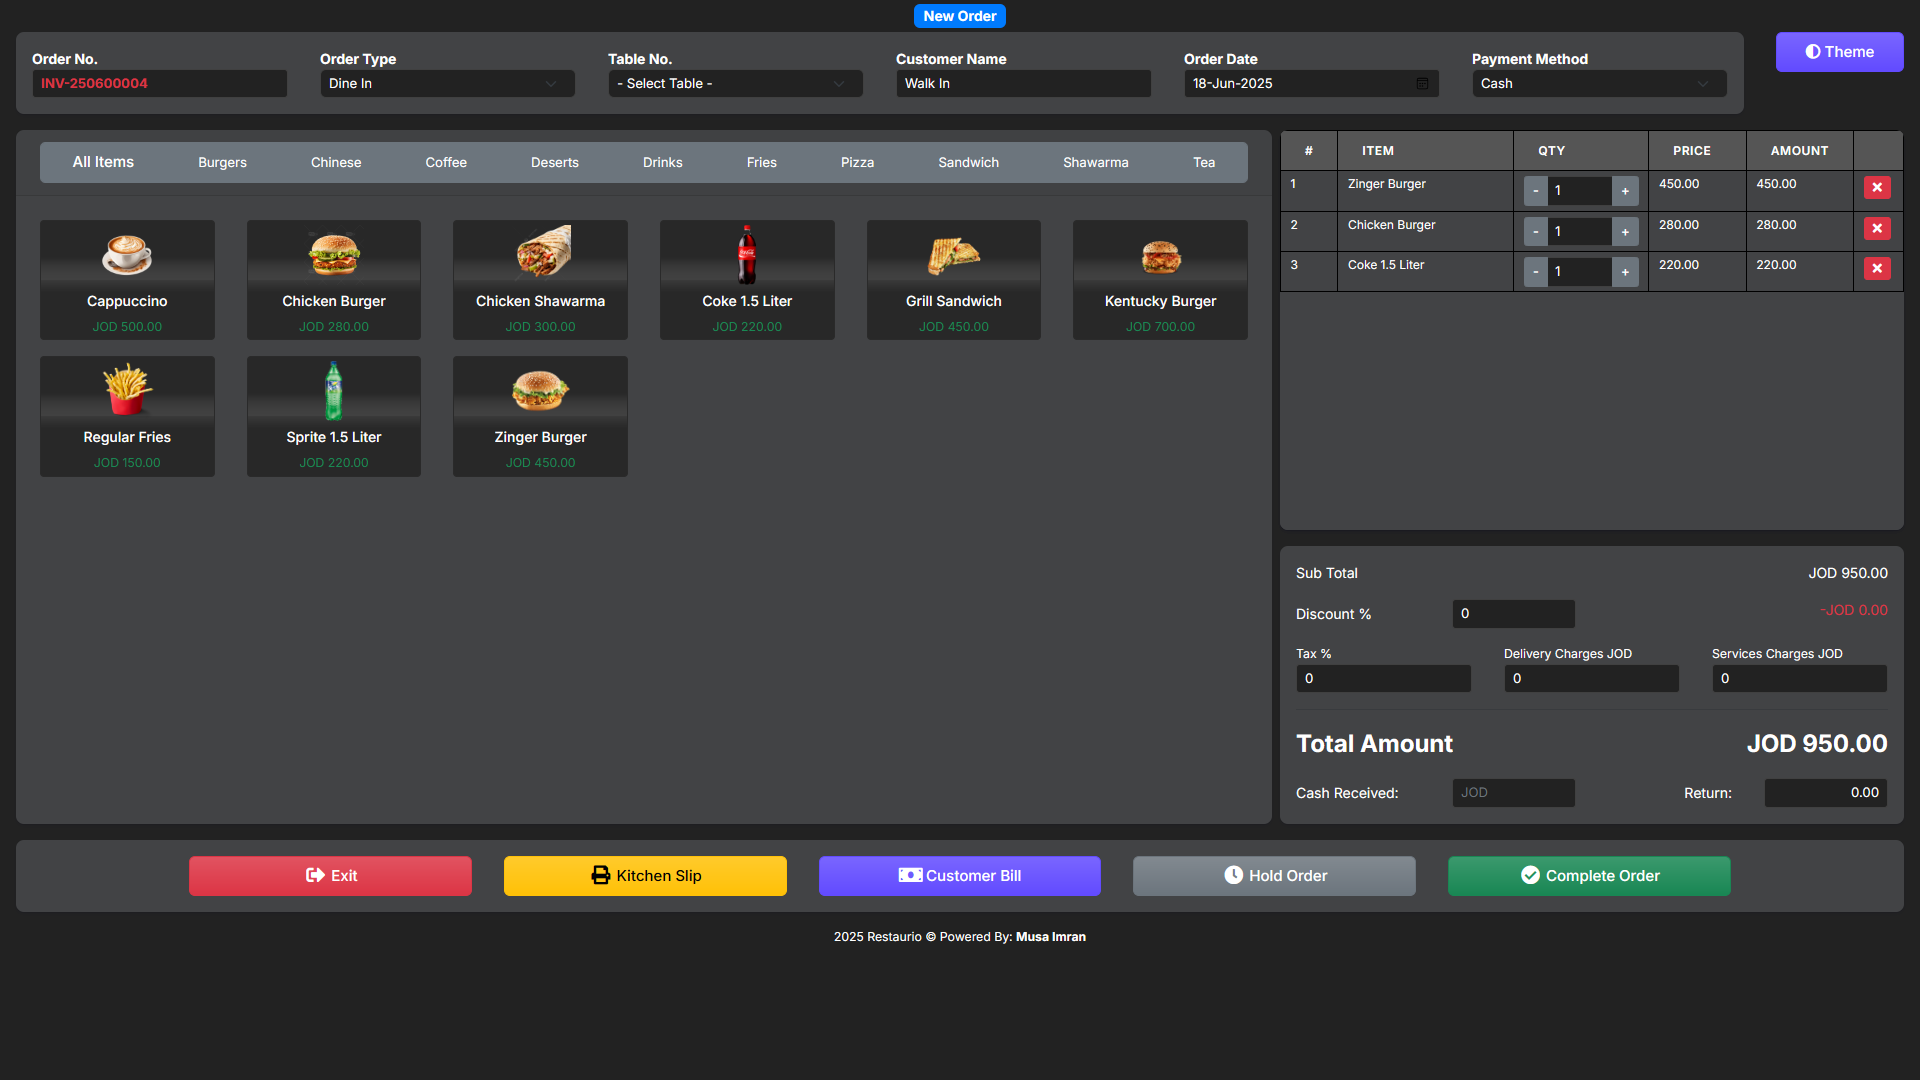 New Order
Order No.
INV-250600004
Order Type
Dine In
Table No.
- Select Table -
Customer Name
Walk In
Order Date
18-Jun-2025
Payment Method
Cash
Theme
All Items Burgers Chinese Coffee Deserts Drinks Fries Pizza Sandwich Shawarma Tea
Cappuccino
JOD 500.00
Chicken Burger
JOD 280.00
Chicken Shawarma
JOD 300.00
Coke 1.5 Liter
JOD 220.00
Grill Sandwich
JOD 450.00
Kentucky Burger
JOD 700.00
Regular Fries
JOD 150.00
Sprite 1.5 Liter
JOD 220.00
Zinger Burger
JOD 450.00
# ITEM QTY PRICE AMOUNT
1 Zinger Burger - 1 + 450.00 450.00
2 Chicken Burger - 1 + 280.00 280.00
3 Coke 1.5 Liter - 1 + 220.00 220.00
Sub Total JOD 950.00
Discount % 0 -JOD 0.00
Tax % Delivery Charges JOD Services Charges JOD
0 0 0
Total Amount JOD 950.00
Cash Received: JOD Return: 0.00
Exit Kitchen Slip Customer Bill Hold Order Complete Order
2025 Restaurio © Powered By: Musa Imran